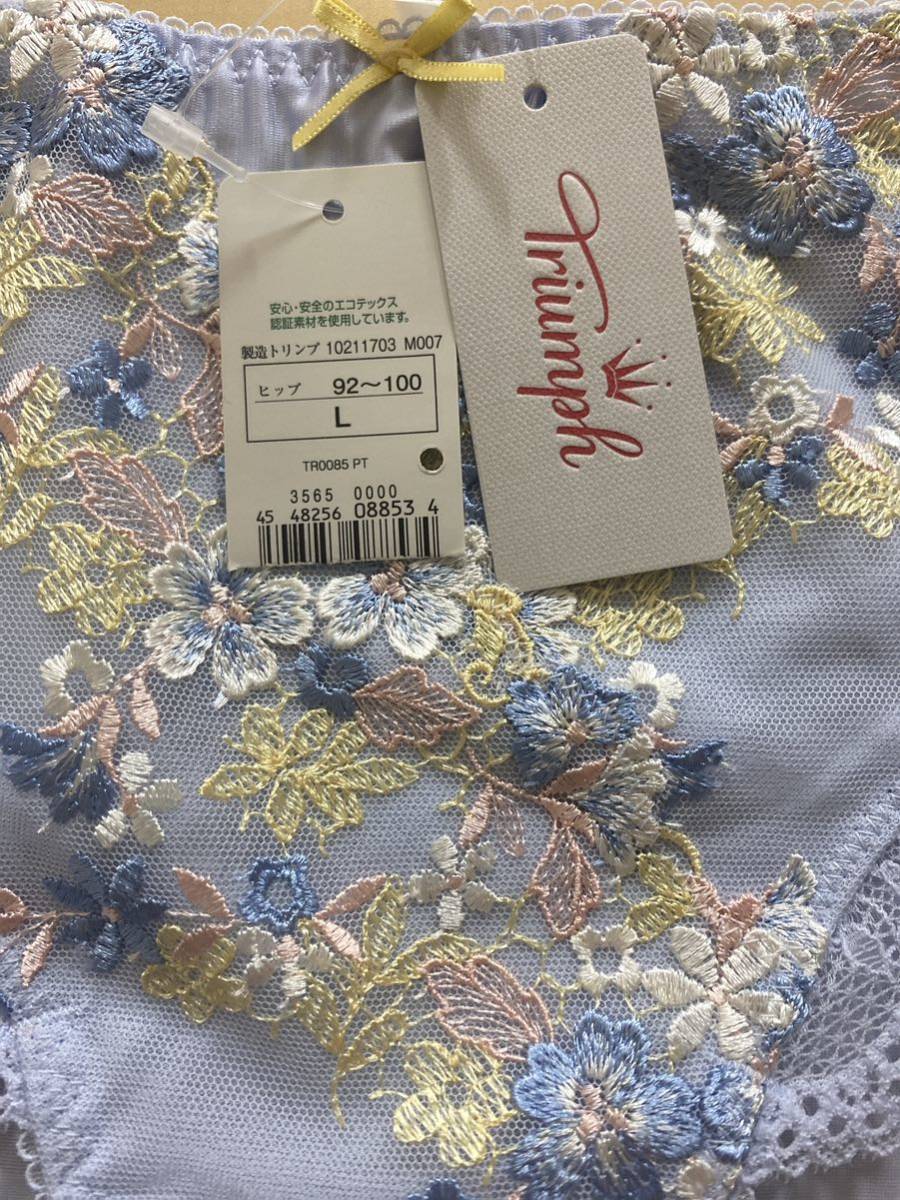 安心・安全のエコテックス
認証素材を使用しています。
製造トリンプ 10211703 M007
ヒップ 92〜100
L
TR0085 PT
3565 0000
45 48256 08853 4
Triumph